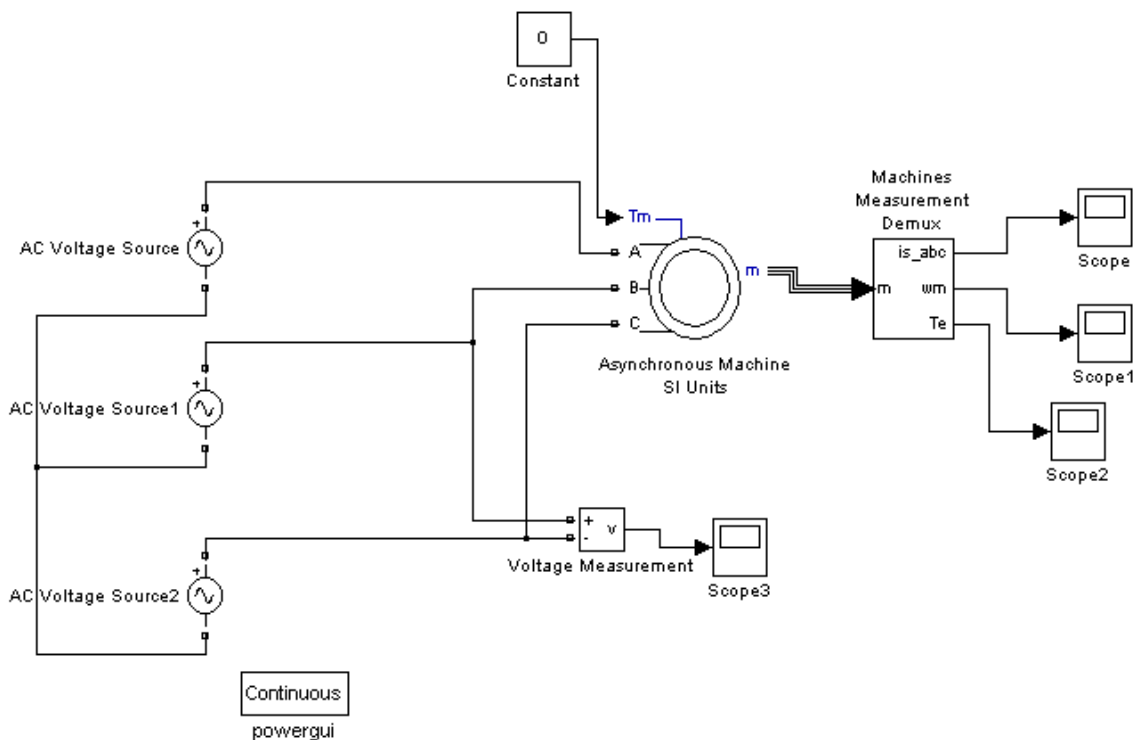 0
Constant
Machines
Measurement
Demux
Tm
AC Voltage Source
+
A
is_abc
Scope
m
B
m
wm
C
Te
Asynchronous Machine
SI Units
Scope1
+
AC Voltage Source1
Scope2
+
v
-
Voltage Measurement
Scope3
+
AC Voltage Source2
Continuous
powergui